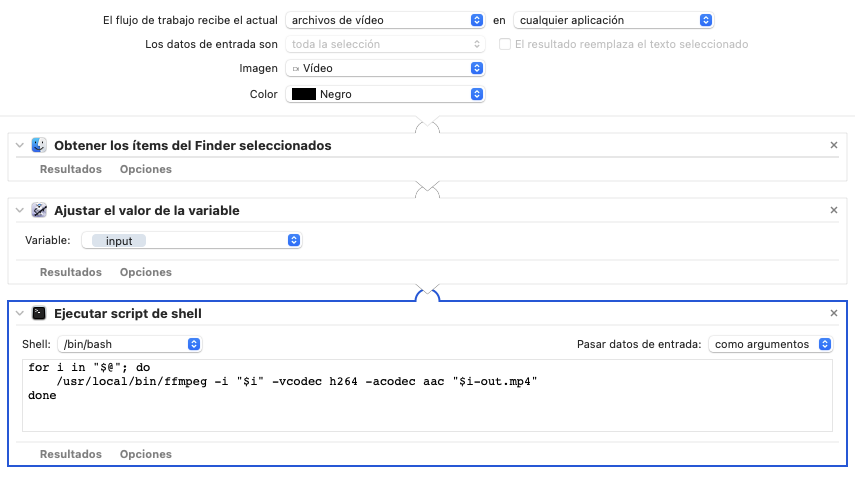 El flujo de trabajo recibe el actual archivos de vídeo en cualquier aplicación
Los datos de entrada son toda la selección El resultado reemplaza el texto seleccionado
Imagen Vídeo
Color Negro
Obtener los ítems del Finder seleccionados
Resultados Opciones
Ajustar el valor de la variable
Variable: input
Resultados Opciones
Ejecutar script de shell
Shell: /bin/bash Pasar datos de entrada: como argumentos
for i in "$@"; do
/usr/local/bin/ffmpeg -i "$i" -vcodec h264 -acodec aac "$i-out.mp4"
done
Resultados Opciones